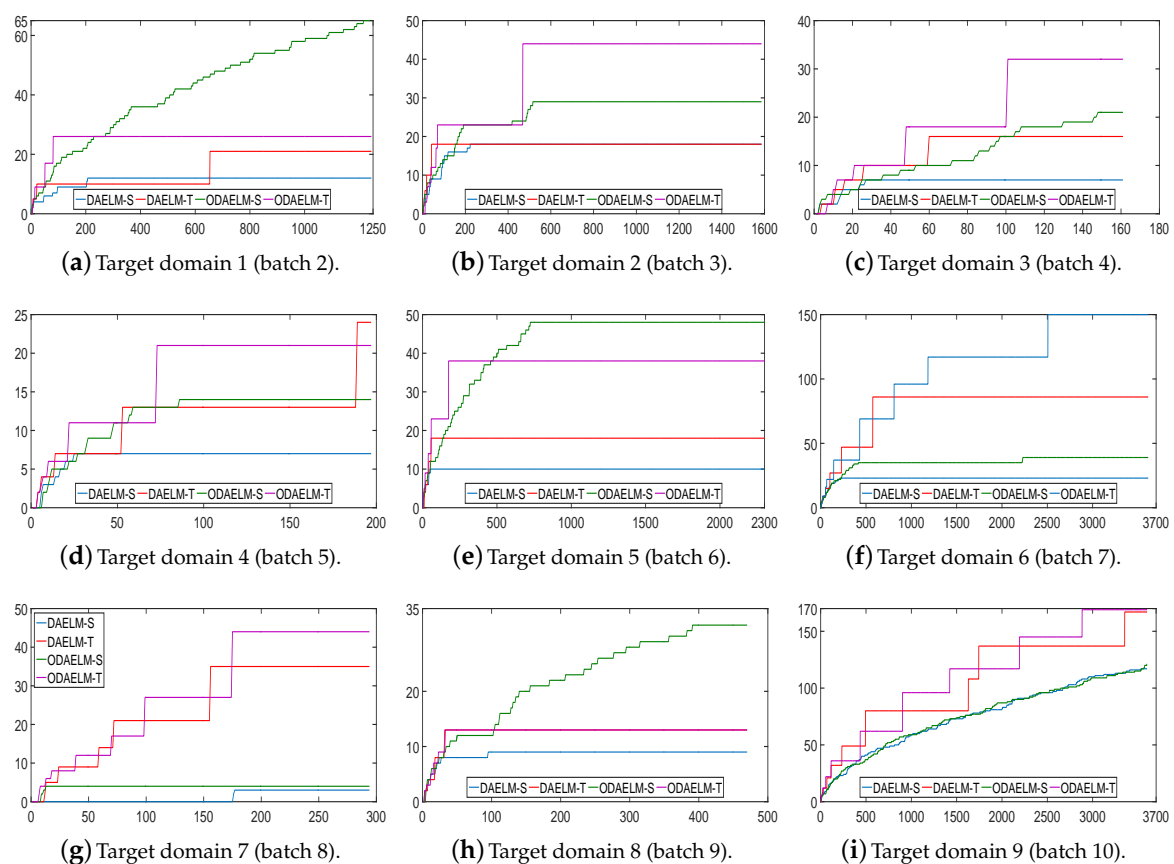 65
60
40
20
0
0 200 400 600 800 1000 1250
DAELM-S DAELM-T ODAELM-S ODAELM-T
(a) Target domain 1 (batch 2).
50
40
30
20
10
0
0 200 400 600 800 1000 1200 1400 1600
DAELM-S DAELM-T ODAELM-S ODAELM-T
(b) Target domain 2 (batch 3).
40
30
20
10
0
0 20 40 60 80 100 120 140 160 180
DAELM-S DAELM-T ODAELM-S ODAELM-T
(c) Target domain 3 (batch 4).
25
20
15
10
5
0
0 50 100 150 200
DAELM-S DAELM-T ODAELM-S ODAELM-T
(d) Target domain 4 (batch 5).
50
40
30
20
10
0
0 500 1000 1500 2000 2300
DAELM-S DAELM-T ODAELM-S ODAELM-T
(e) Target domain 5 (batch 6).
150
100
50
0
0 500 1000 1500 2000 2500 3000 3700
DAELM-S DAELM-T ODAELM-S ODAELM-T
(f) Target domain 6 (batch 7).
50
40
30
20
10
0
0 50 100 150 200 250 300
DAELM-S
DAELM-T
ODAELM-S
ODAELM-T
(g) Target domain 7 (batch 8).
35
30
20
10
0
0 100 200 300 400 500
DAELM-S DAELM-T ODAELM-S ODAELM-T
(h) Target domain 8 (batch 9).
170
150
100
50
0
0 500 1000 1500 2000 2500 3000 3700
DAELM-S DAELM-T ODAELM-S ODAELM-T
(i) Target domain 9 (batch 10).